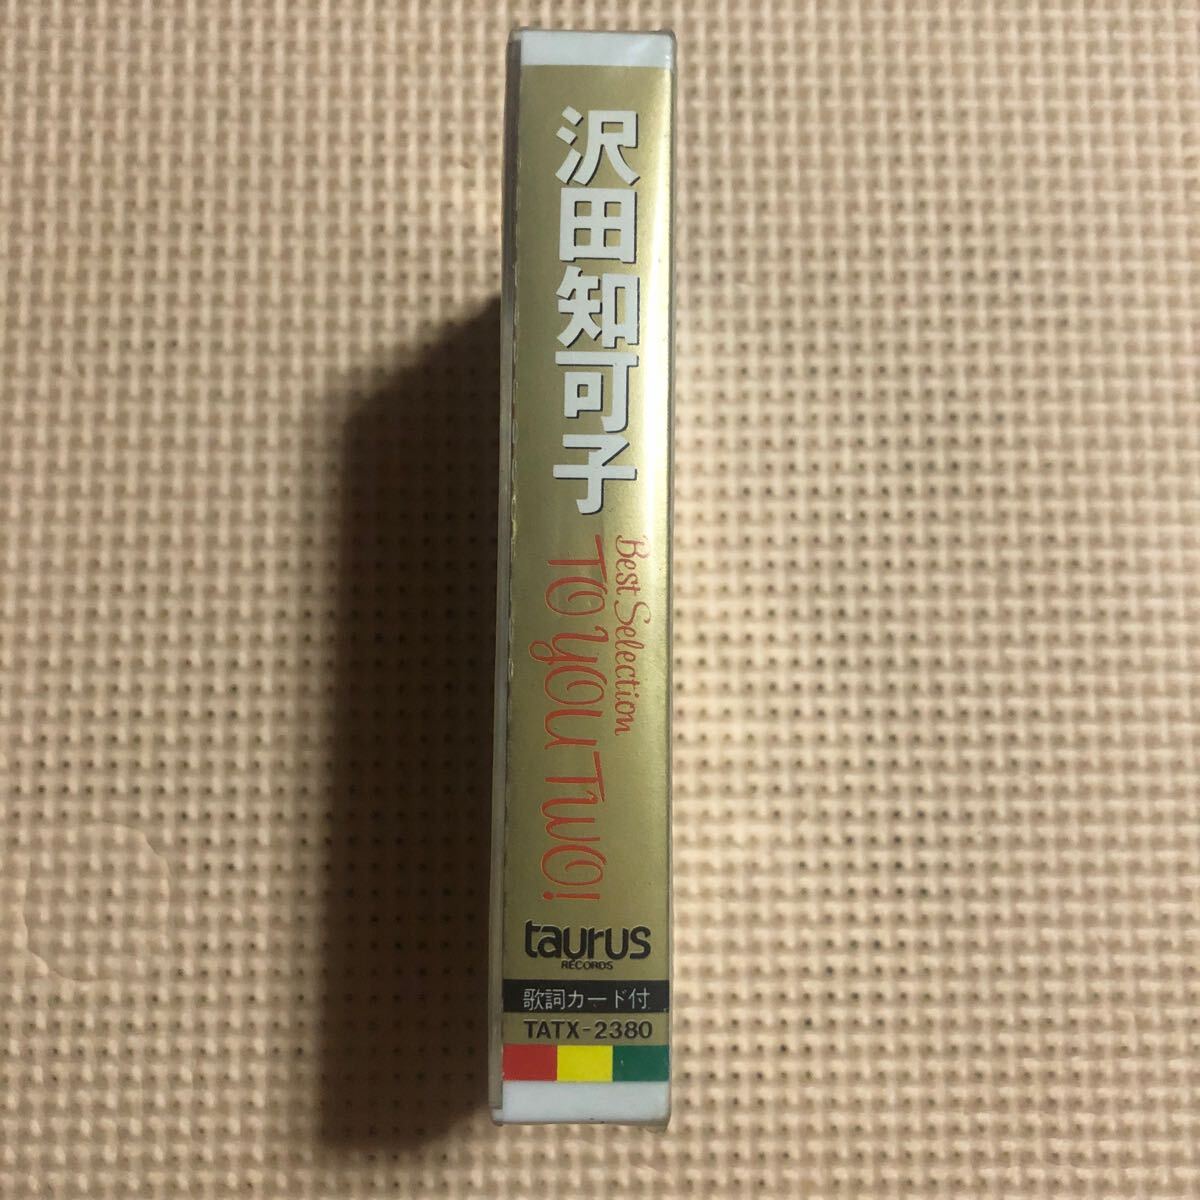 沢田知可子
Best Selection
TO YOU TWO!
taurus
RECORDS
歌詞カード付
TATX-2380